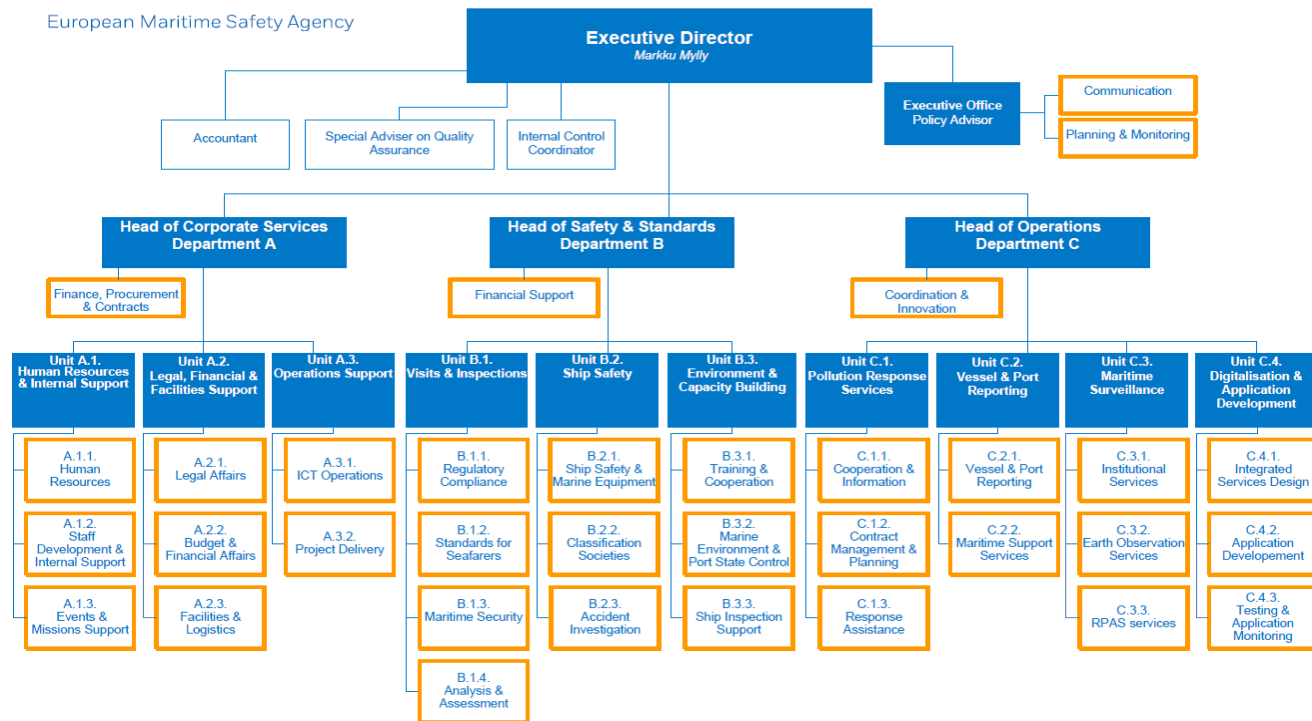 European Maritime Safety Agency
Executive Director
Markku Mylly
Executive Office
Policy Advisor
Communication
Planning & Monitoring
Accountant
Special Adviser on Quality
Assurance
Internal Control
Coordinator
Head of Corporate Services
Department A
Head of Safety & Standards
Department B
Head of Operations
Department C
Finance, Procurement
& Contracts
Financial Support
Coordination &
Innovation
Unit A.1.
Human Resources
& Internal Support
Unit A.2.
Legal, Financial &
Facilities Support
Unit A.3.
Operations Support
Unit B.1.
Visits & Inspections
Unit B.2.
Ship Safety
Unit B.3.
Environment &
Capacity Building
Unit C.1.
Pollution Response
Services
Unit C.2.
Vessel & Port
Reporting
Unit C.3.
Maritime
Surveillance
Unit C.4.
Digitalisation &
Application
Development
A.1.1.
Human
Resources
A.2.1.
Legal Affairs
A.3.1.
ICT Operations
B.1.1.
Regulatory
Compliance
B.2.1.
Ship Safety &
Marine Equipment
B.3.1.
Training &
Cooperation
C.1.1.
Cooperation &
Information
C.2.1.
Vessel & Port
Reporting
C.3.1.
Institutional
Services
C.4.1.
Integrated
Services Design
A.1.2.
Staff
Development &
Internal Support
A.2.2.
Budget &
Financial Affairs
A.3.2.
Project Delivery
B.1.2.
Standards for
Seafarers
B.2.2.
Classification
Societies
B.3.2.
Marine
Environment &
Port State Control
C.1.2.
Contract
Management &
Planning
C.2.2.
Maritime Support
Services
C.3.2.
Earth Observation
Services
C.4.2.
Application
Developement
A.1.3.
Events &
Missions Support
A.2.3.
Facilities &
Logistics
B.1.3.
Maritime Security
B.2.3.
Accident
Investigation
B.3.3.
Ship Inspection
Support
C.1.3.
Response
Assistance
C.3.3.
RPAS services
C.4.3.
Testing &
Application
Monitoring
B.1.4.
Analysis &
Assessment